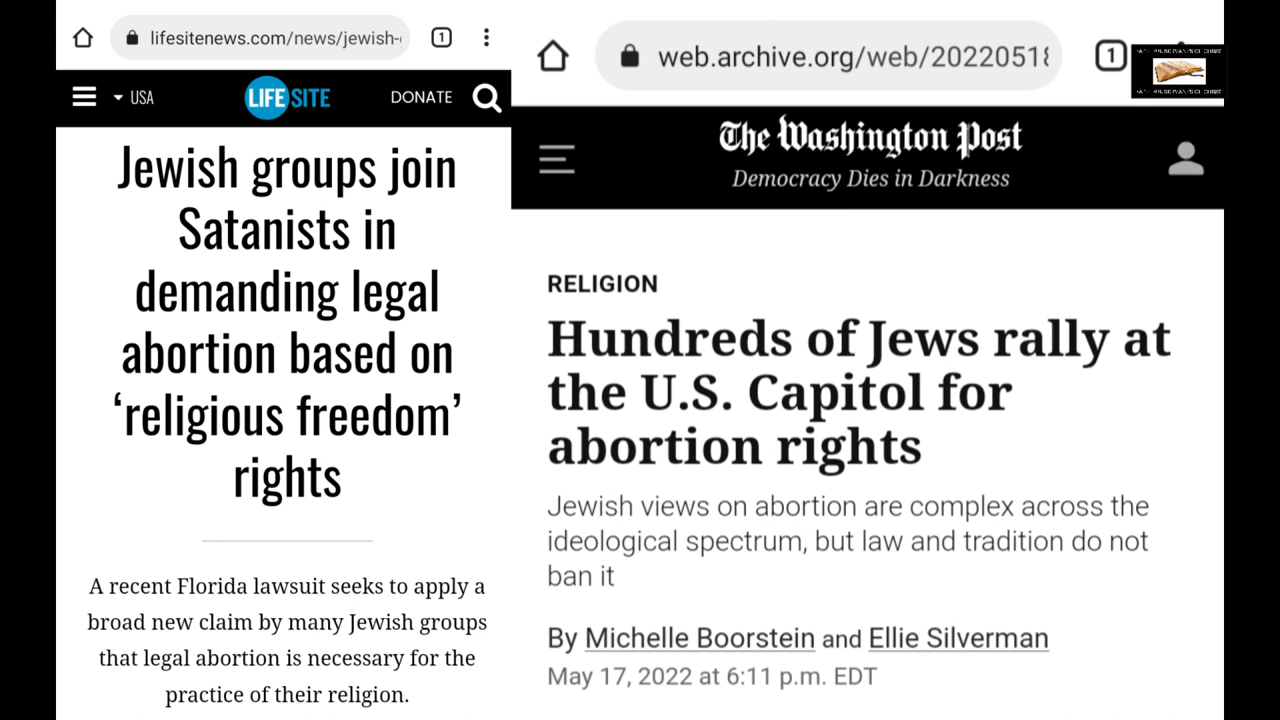 lifesitenews.com/news/jewish-
1
USA
LIFE SITE
DONATE
Jewish groups join
Satanists in
demanding legal
abortion based on
‘religious freedom’
rights
A recent Florida lawsuit seeks to apply a
broad new claim by many Jewish groups
that legal abortion is necessary for the
practice of their religion.
web.archive.org/web/20220518
1
The Washington Post
Democracy Dies in Darkness
RELIGION
Hundreds of Jews rally at
the U.S. Capitol for
abortion rights
Jewish views on abortion are complex across the
ideological spectrum, but law and tradition do not
ban it
By Michelle Boorstein and Ellie Silverman
May 17, 2022 at 6:11 p.m. EDT